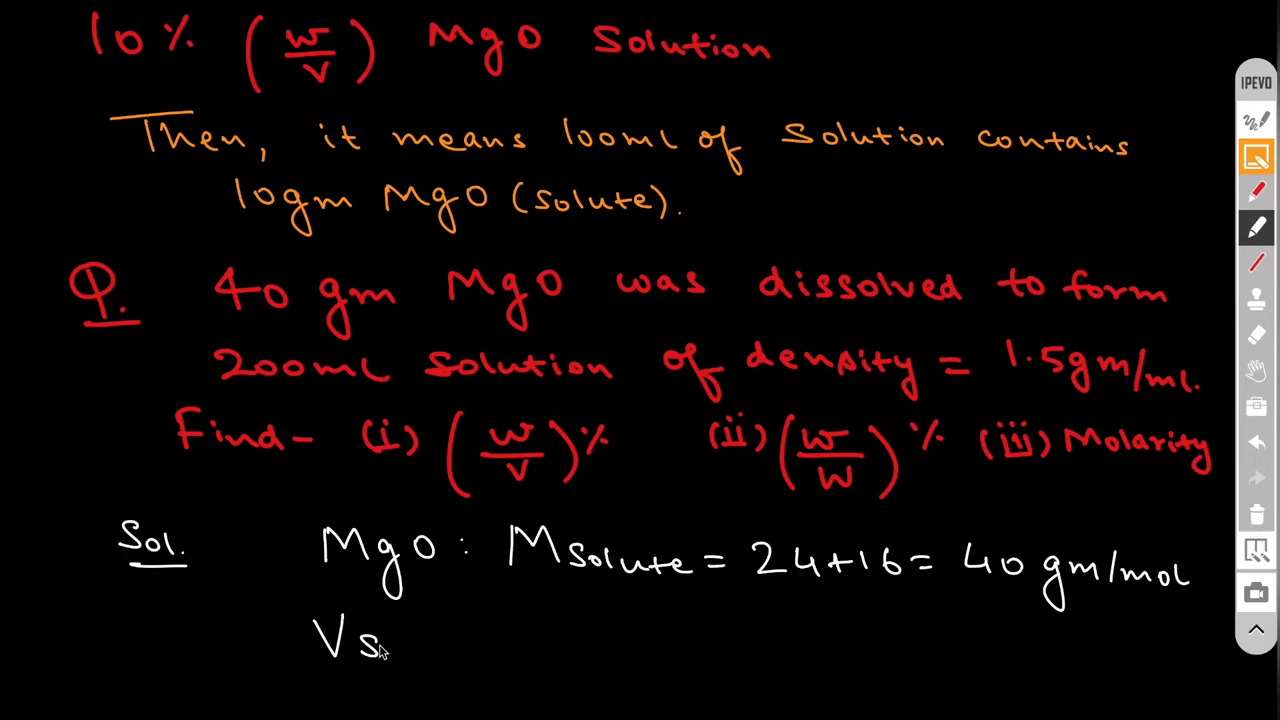 10 % (w/v) MgO Solution
Then, it means 100ml of Solution contains
10gm MgO (Solute).
Q. 40 gm MgO was dissolved to form
200ml solution of density = 1.5gm/ml.
Find- (i) (w/v)% (ii) (w/w)% (iii) Molarity
Sol. MgO : MSolute = 24+16 = 40 gm/mol
Vs
IPEVO